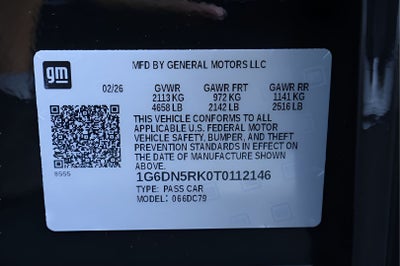 gm
MFD BY GENERAL MOTORS LLC
02/26 GVWR GAWR FRT GAWR RR
2113 KG 972 KG 1141 KG
4658 LB 2142 LB 2516 LB
THIS VEHICLE CONFORMS TO ALL
APPLICABLE U.S. FEDERAL MOTOR
VEHICLE SAFETY, BUMPER, AND THEFT
PREVENTION STANDARDS IN EFFECT ON
THE DATE OF MANUFACTURE SHOWN
ABOVE.
1G6DN5RK0T0112146
TYPE: PASS CAR
MODEL: 066DC79